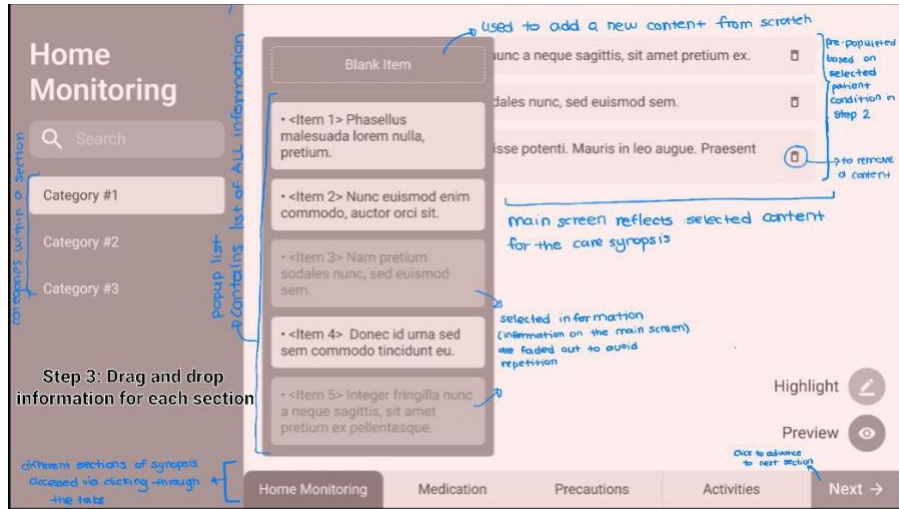 Home
Monitoring
Search
Category #1
Category #2
Category #3
categories within a section
Step 3: Drag and drop
information for each section
different sections of synopsis
accessed via clicking through
the tabs
popup list-
contains list of ALL information
used to add a new content from scratch
Blank Item
• <Item 1> Phasellus
malesuada lorem nulla,
pretium.
• <Item 2> Nunc euismod enim
commodo, auctor orci sit.
• <Item 3> Nam pretium
sodales nunc, sed euismod
sem.
• <Item 4> Donec id urna sed
sem commodo tincidunt eu.
• <Item 5> Integer fringilla nunc
a neque sagittis, sit amet
pretium ex pellentesque.
nunc a neque sagittis, sit amet pretium ex.
dales nunc, sed euismod sem.
isse potenti. Mauris in leo augue. Praesent
pre-populated
based on
selected
patient
condition in
step 2
to remove
a content
main screen reflects selected content
for the care synopsis
selected information
(information on the main screen)
are faded out to avoid
repetition
Highlight
Preview
Click to advance
to next section
Home Monitoring
Medication
Precautions
Activities
Next →